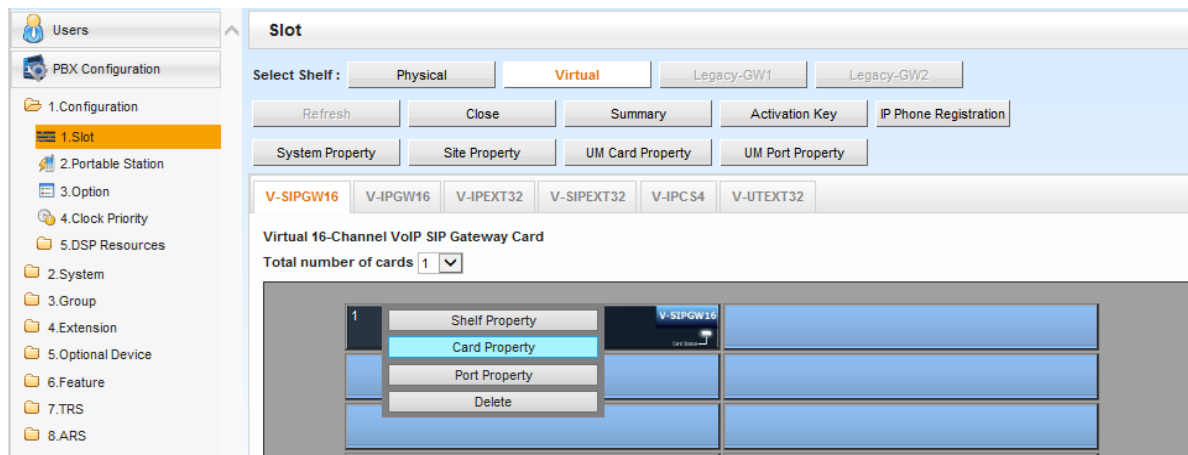 Users
PBX Configuration
1.Configuration
1.Slot
2.Portable Station
3.Option
4.Clock Priority
5.DSP Resources
2.System
3.Group
4.Extension
5.Optional Device
6.Feature
7.TRS
8.ARS
Slot
Select Shelf : Physical Virtual Legacy-GW1 Legacy-GW2
Refresh Close Summary Activation Key IP Phone Registration
System Property Site Property UM Card Property UM Port Property
V-SIPGW16 V-IPGW16 V-IPEXT32 V-SIPEXT32 V-IPCS4 V-UTEXT32
Virtual 16-Channel VoIP SIP Gateway Card
Total number of cards 1
1 V-SIPGW16
Card Status
Shelf Property
Card Property
Port Property
Delete